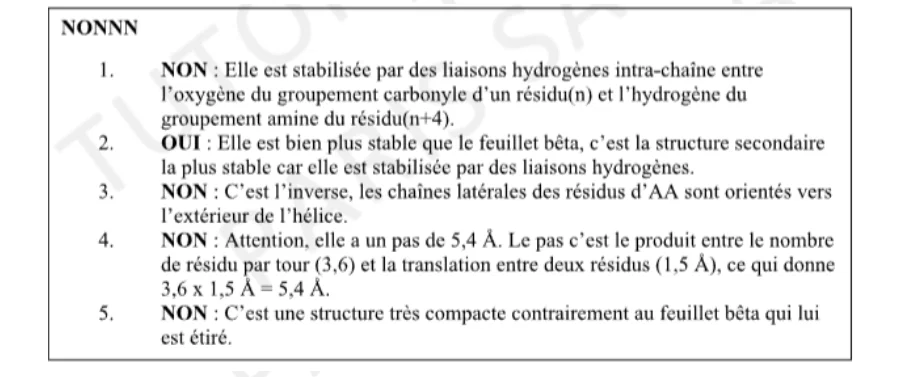 NONNN
1. NON : Elle est stabilisée par des liaisons hydrogènes intra-chaîne entre
l'oxygène du groupement carbonyle d'un résidu(n) et l'hydrogène du
groupement amine du résidu(n+4).
2. OUI : Elle est bien plus stable que le feuillet bêta, c'est la structure secondaire
la plus stable car elle est stabilisée par des liaisons hydrogènes.
3. NON : C'est l'inverse, les chaînes latérales des résidus d'AA sont orientés vers
l'extérieur de l'hélice.
4. NON : Attention, elle a un pas de 5,4 Å. Le pas c'est le produit entre le nombre
de résidu par tour (3,6) et la translation entre deux résidus (1,5 Å), ce qui donne
3,6 x 1,5 Å = 5,4 Å.
5. NON : C'est une structure très compacte contrairement au feuillet bêta qui lui
est étiré.